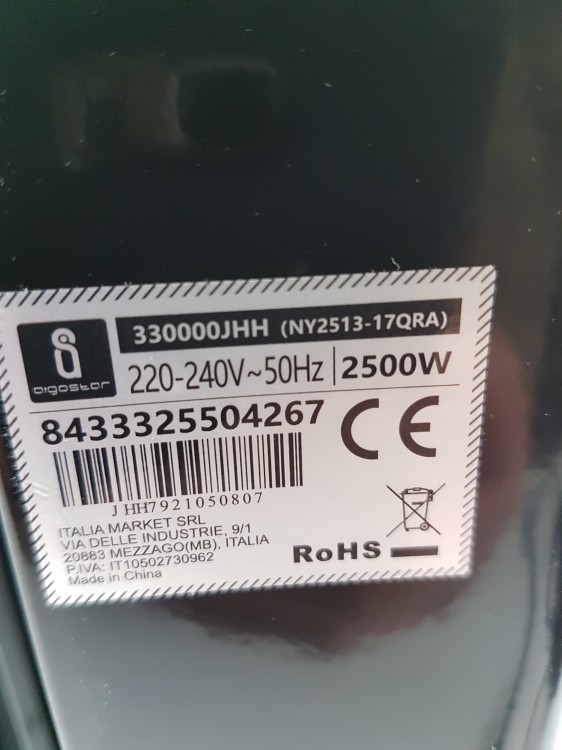 330000JHH (NY2513-17QRA)
aigostar
220-240V~50Hz 2500W
8433325504267
CE
JHH7921050807
ITALIA MARKET SRL
VIA DELLE INDUSTRIE, 9/1
20883 MEZZAGO(MB), ITALIA
P.IVA: IT10502730962
Made in China
RoHS